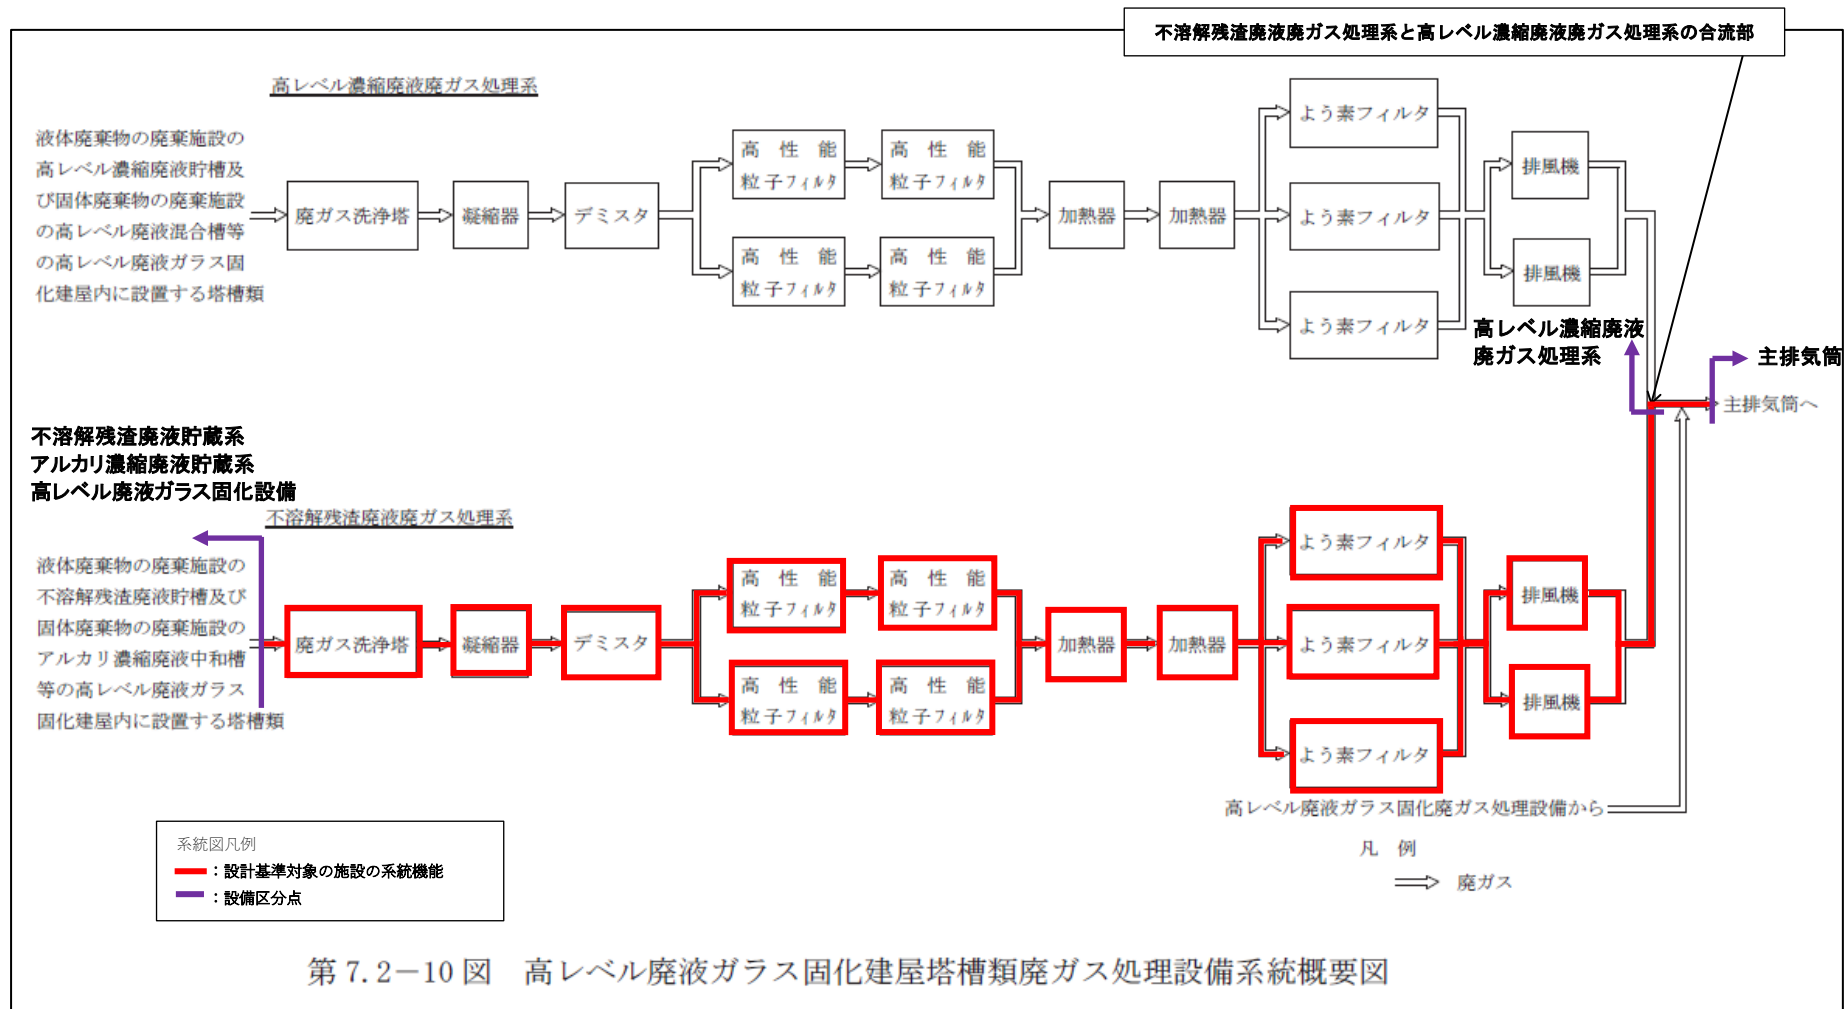 不溶解残渣廃液廃ガス処理系と高レベル濃縮廃液廃ガス処理系の合流部
高レベル濃縮廃液廃ガス処理系
液体廃棄物の廃棄施設の
高レベル濃縮廃液貯槽及
び固体廃棄物の廃棄施設
の高レベル廃液混合槽等
の高レベル廃液ガラス固
化建屋内に設置する塔槽類
廃ガス洗浄塔
凝縮器
デミスタ
高性能
粒子フィルタ
高性能
粒子フィルタ
高性能
粒子フィルタ
高性能
粒子フィルタ
加熱器
加熱器
よう素フィルタ
よう素フィルタ
よう素フィルタ
排風機
排風機
高レベル濃縮廃液
廃ガス処理系
主排気筒
主排気筒へ
不溶解残渣廃液貯蔵系
アルカリ濃縮廃液貯蔵系
高レベル廃液ガラス固化設備
不溶解残渣廃液廃ガス処理系
液体廃棄物の廃棄施設の
不溶解残渣廃液貯槽及び
固体廃棄物の廃棄施設の
アルカリ濃縮廃液中和槽
等の高レベル廃液ガラス
固化建屋内に設置する塔槽類
廃ガス洗浄塔
凝縮器
デミスタ
高性能
粒子フィルタ
高性能
粒子フィルタ
高性能
粒子フィルタ
高性能
粒子フィルタ
加熱器
加熱器
よう素フィルタ
よう素フィルタ
よう素フィルタ
排風機
排風機
高レベル廃液ガラス固化廃ガス処理設備から
凡 例
廃ガス
系統図凡例
：設計基準対象の施設の系統機能
：設備区分点
第 7.2－10 図 高レベル廃液ガラス固化建屋塔槽類廃ガス処理設備系統概要図